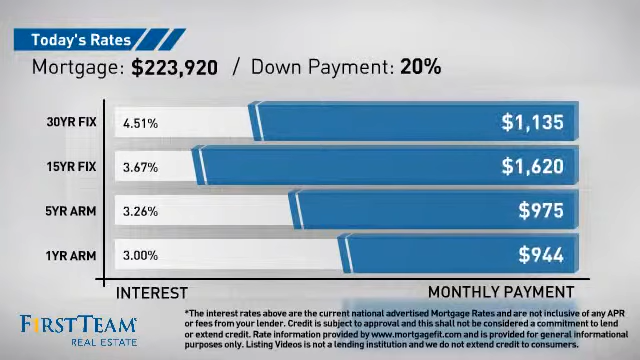 Today's Rates
Mortgage: $223,920 / Down Payment: 20%
30YR FIX 4.51% $1,135
15YR FIX 3.67% $1,620
5YR ARM 3.26% $975
1YR ARM 3.00% $944
INTEREST MONTHLY PAYMENT
FIRSTTEAM®
REAL ESTATE
*The interest rates above are the current national advertised Mortgage Rates and are not inclusive of any APR
or fees from your lender. Credit is subject to approval and this shall not be considered a commitment to lend
or extend credit. Rate information provided by www.mortgagefit.com and is provided for general informational
purposes only. Listing Videos is not a lending institution and we do not extend credit to consumers.